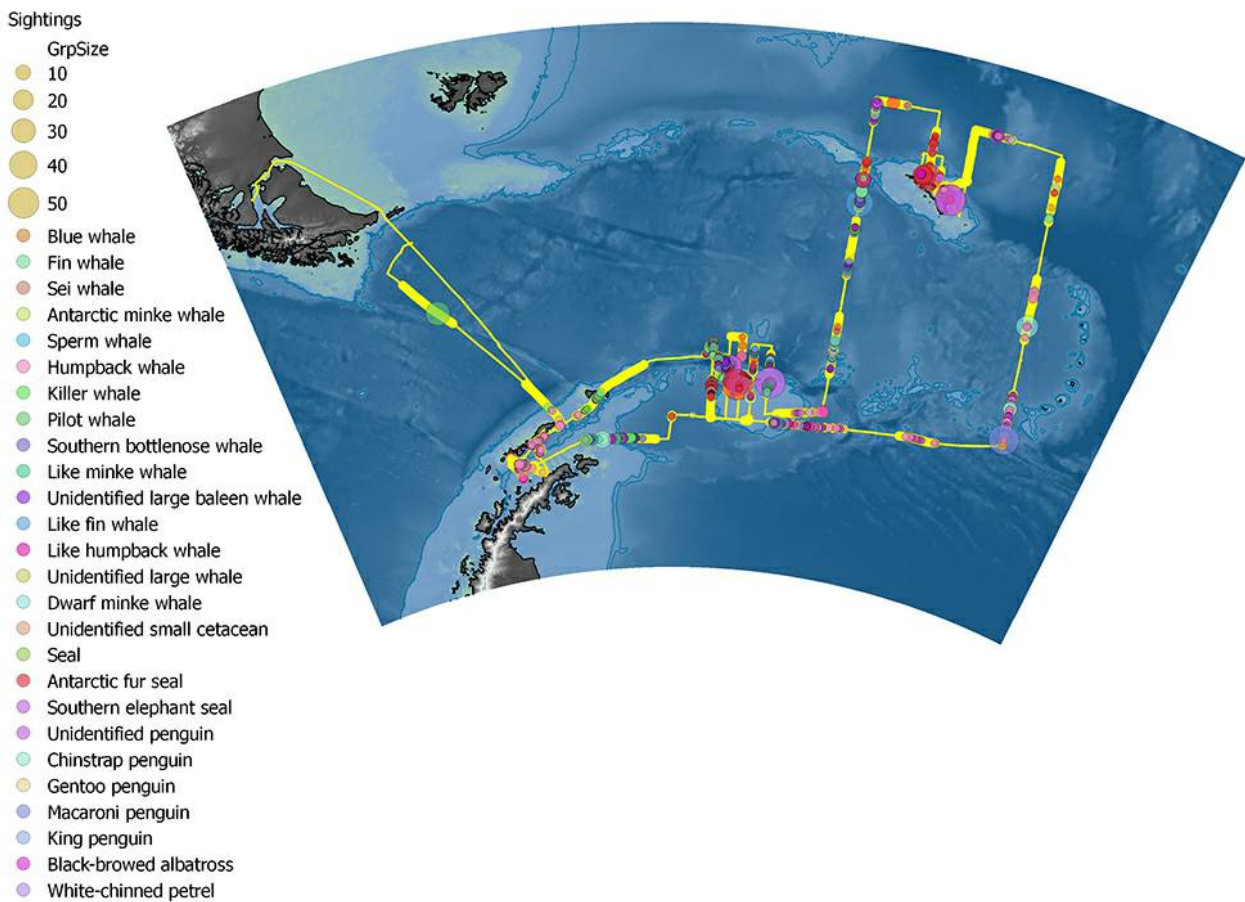 Sightings
GrpSize
10
20
30
40
50
Blue whale
Fin whale
Sei whale
Antarctic minke whale
Sperm whale
Humpback whale
Killer whale
Pilot whale
Southern bottlenose whale
Like minke whale
Unidentified large baleen whale
Like fin whale
Like humpback whale
Unidentified large whale
Dwarf minke whale
Unidentified small cetacean
Seal
Antarctic fur seal
Southern elephant seal
Unidentified penguin
Chinstrap penguin
Gentoo penguin
Macaroni penguin
King penguin
Black-browed albatross
White-chinned petrel